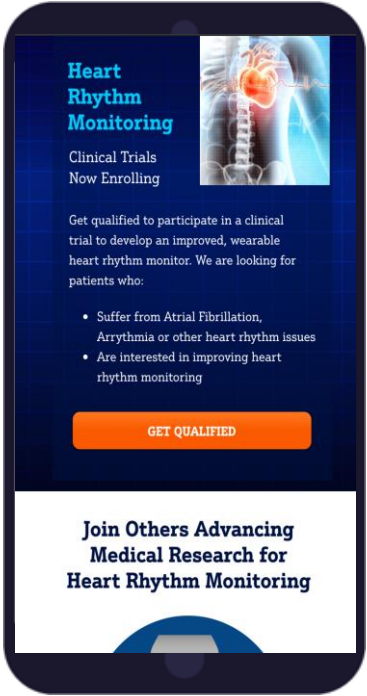 Heart
Rhythm
Monitoring
Clinical Trials
Now Enrolling
Get qualified to participate in a clinical
trial to develop an improved, wearable
heart rhythm monitor. We are looking for
patients who:
• Suffer from Atrial Fibrillation,
Arrythmia or other heart rhythm issues
• Are interested in improving heart
rhythm monitoring
GET QUALIFIED
Join Others Advancing
Medical Research for
Heart Rhythm Monitoring